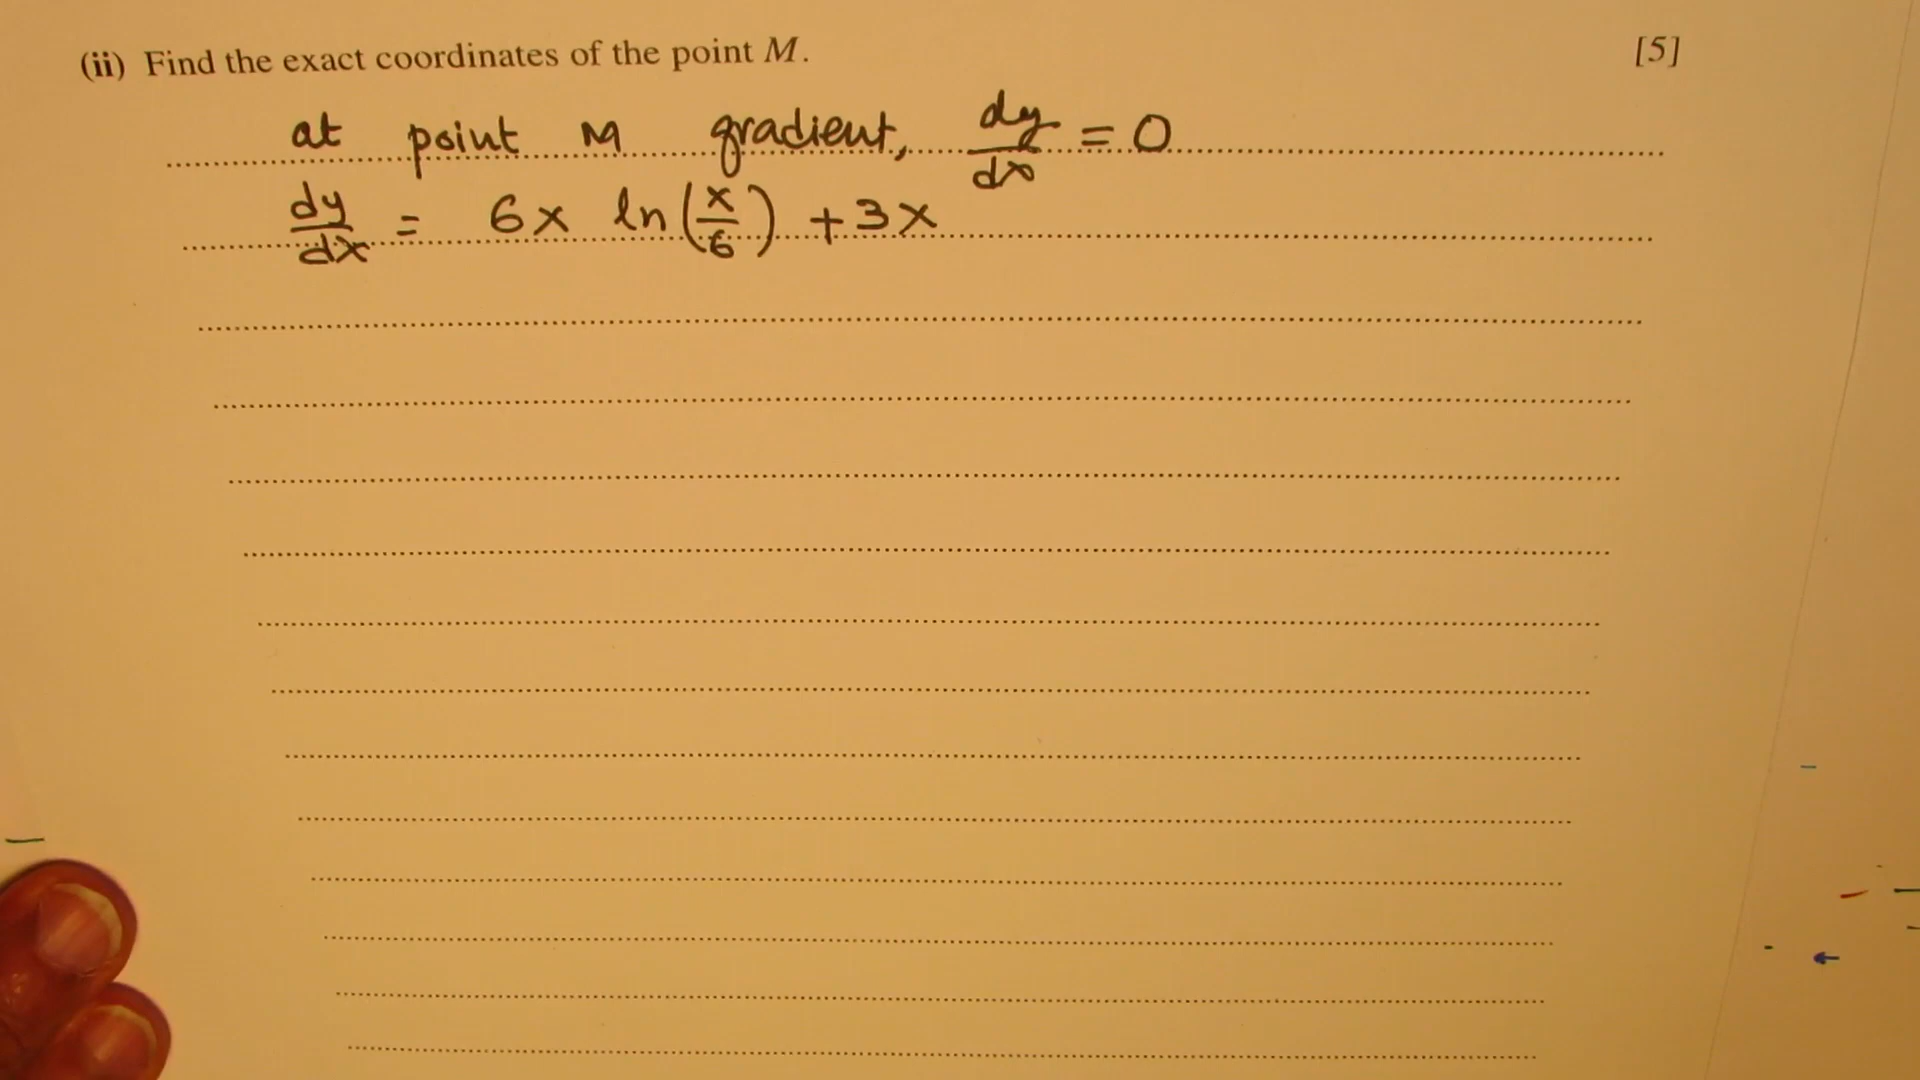 (ii) Find the exact coordinates of the point M. [5]
at point M gradient, dy/dx = 0
dy/dx = 6x ln(x/6) + 3x